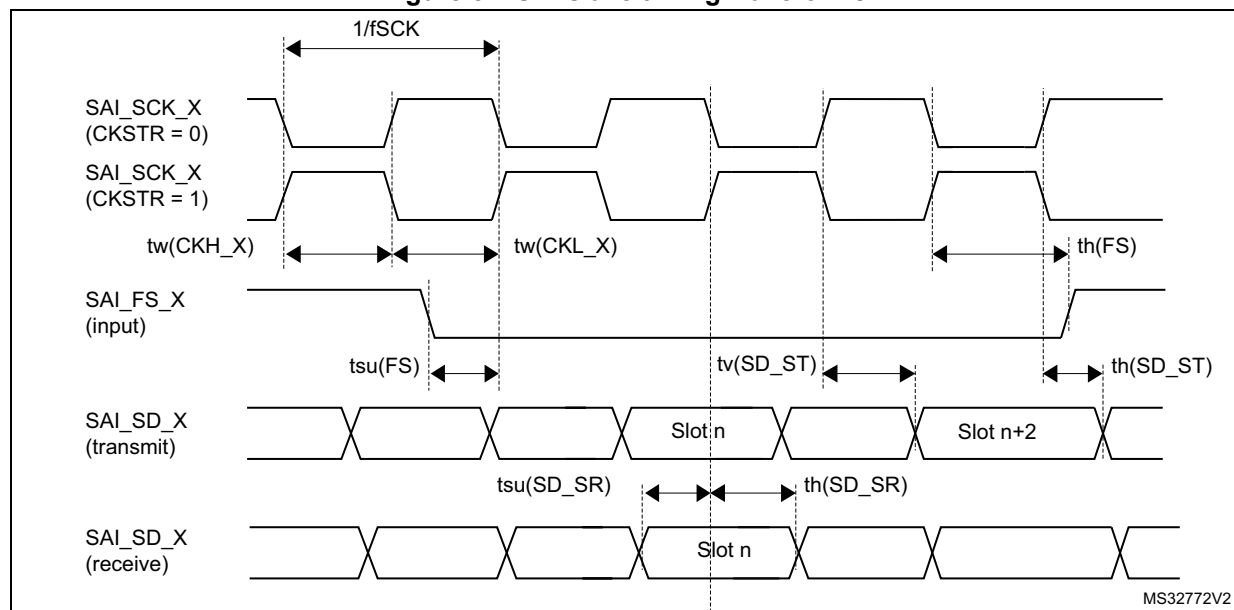 1/fSCK
SAI_SCK_X
(CKSTR = 0)
SAI_SCK_X
(CKSTR = 1)
tw(CKH_X)
tw(CKL_X)
th(FS)
SAI_FS_X
(input)
tsu(FS)
tv(SD_ST)
th(SD_ST)
SAI_SD_X
(transmit)
Slot n
Slot n+2
tsu(SD_SR)
th(SD_SR)
SAI_SD_X
(receive)
Slot n
MS32772V2